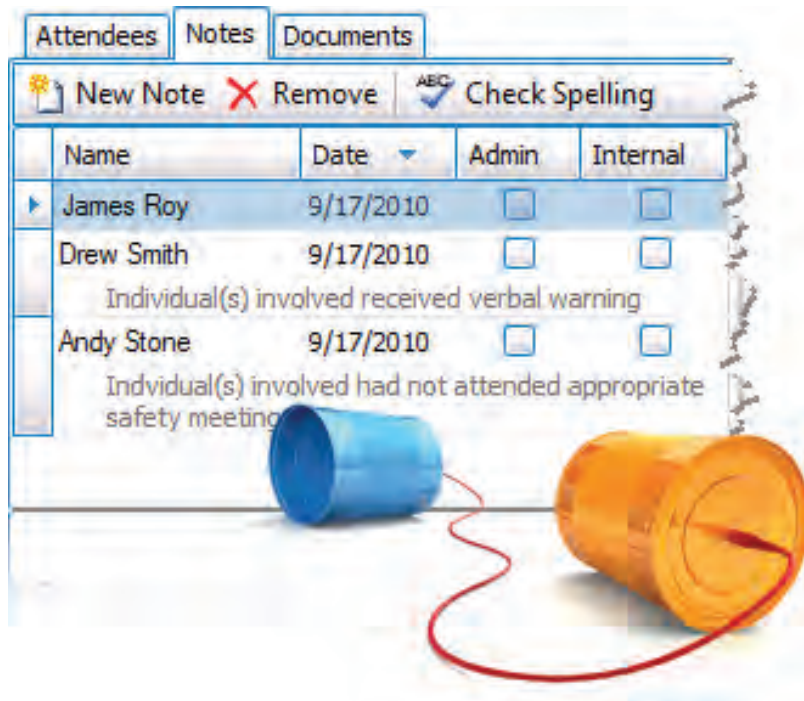 Attendees Notes Documents
New Note Remove ABC Check Spelling
Name Date Admin Internal
James Roy 9/17/2010
Drew Smith 9/17/2010
Individual(s) involved received verbal warning
Andy Stone 9/17/2010
Indvidual(s) involved had not attended appropriate
safety meeting